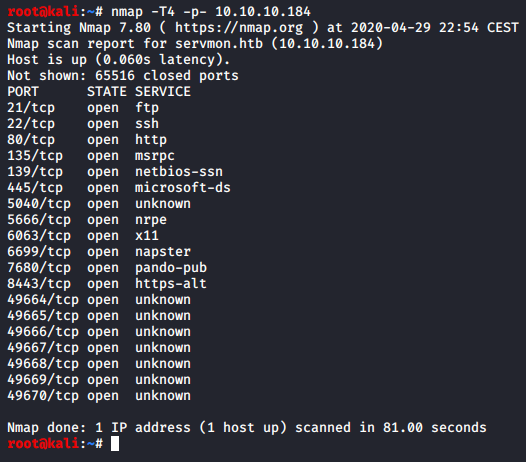 root@kali:~# nmap -T4 -p- 10.10.10.184
Starting Nmap 7.80 ( https://nmap.org ) at 2020-04-29 22:54 CEST
Nmap scan report for servmon.htb (10.10.10.184)
Host is up (0.060s latency).
Not shown: 65516 closed ports
PORT      STATE SERVICE
21/tcp    open  ftp
22/tcp    open  ssh
80/tcp    open  http
135/tcp   open  msrpc
139/tcp   open  netbios-ssn
445/tcp   open  microsoft-ds
5040/tcp  open  unknown
5666/tcp  open  nrpe
6063/tcp  open  x11
6699/tcp  open  napster
7680/tcp  open  pando-pub
8443/tcp  open  https-alt
49664/tcp open  unknown
49665/tcp open  unknown
49666/tcp open  unknown
49667/tcp open  unknown
49668/tcp open  unknown
49669/tcp open  unknown
49670/tcp open  unknown
Nmap done: 1 IP address (1 host up) scanned in 81.00 seconds
root@kali:~#